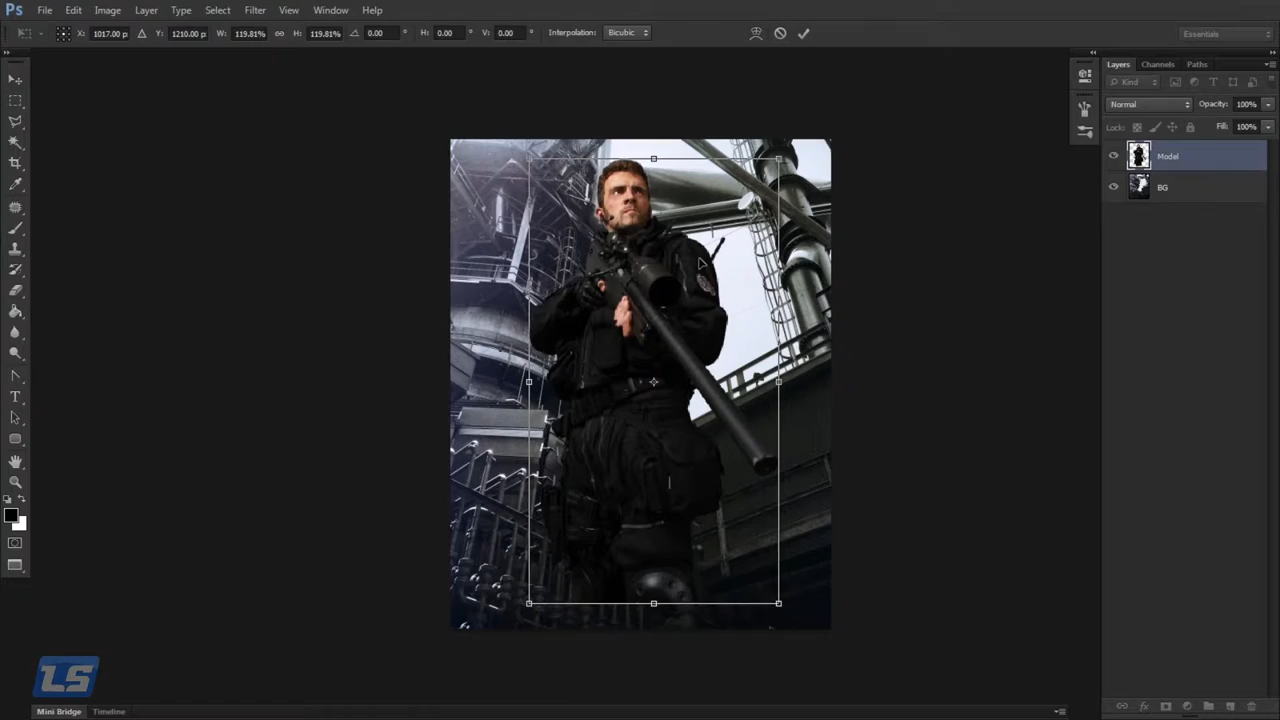 Ps File Edit Image Layer Type Select Filter View Window Help
X: 1017.00 p Y: 1210.00 p W: 119.81% H: 119.81% 0.00 ° H: 0.00 ° V: 0.00 ° Interpolation: Bicubic Essentials
Layers Channels Paths
Kind T
Normal Opacity: 100%
Lock: Fill: 100%
Model
BG
T
LS
Mini Bridge Timeline
fx